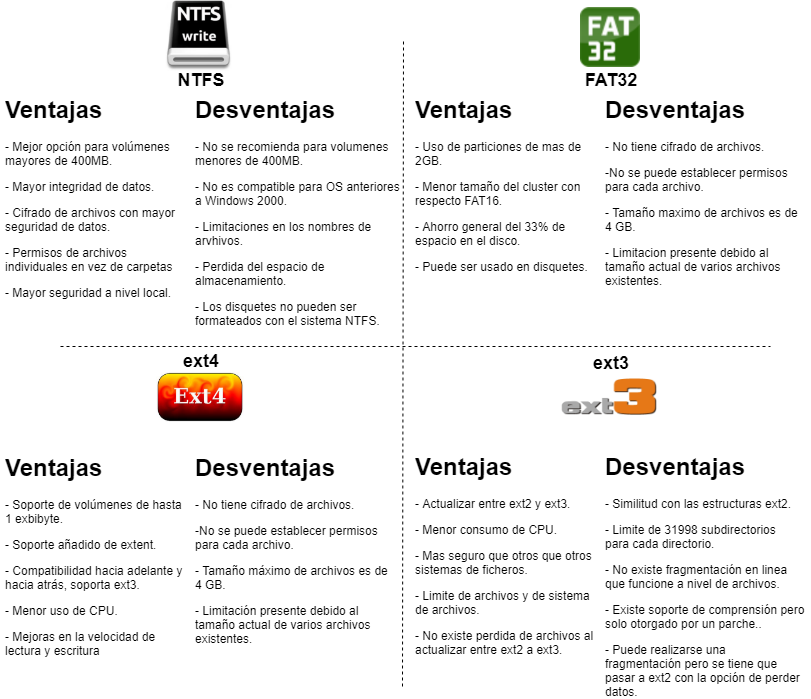 NTFS
write
NTFS
Ventajas
- Mejor opción para volúmenes
mayores de 400MB.
- Mayor integridad de datos.
- Cifrado de archivos con mayor
seguridad de datos.
- Permisos de archivos
individuales en vez de carpetas
- Mayor seguridad a nivel local.
Desventajas
- No se recomienda para volumenes
menores de 400MB.
- No es compatible para OS anteriores
a Windows 2000.
- Limitaciones en los nombres de
arvhivos.
- Perdida del espacio de
almacenamiento.
- Los disquetes no pueden ser
formateados con el sistema NTFS.
FAT
32
FAT32
Ventajas
- Uso de particiones de mas de
2GB.
- Menor tamaño del cluster con
respecto FAT16.
- Ahorro general del 33% de
espacio en el disco.
- Puede ser usado en disquetes.
Desventajas
- No tiene cifrado de archivos.
-No se puede establecer permisos
para cada archivo.
- Tamaño maximo de archivos es de
4 GB.
- Limitacion presente debido al
tamaño actual de varios archivos
existentes.
ext4
Ext4
Ventajas
- Soporte de volúmenes de hasta
1 exbibyte.
- Soporte añadido de extent.
- Compatibilidad hacia adelante y
hacia atrás, soporta ext3.
- Menor uso de CPU.
- Mejoras en la velocidad de
lectura y escritura
Desventajas
- No tiene cifrado de archivos.
-No se puede establecer permisos
para cada archivo.
- Tamaño máximo de archivos es de
4 GB.
- Limitación presente debido al
tamaño actual de varios archivos
existentes.
ext3
ext3
Ventajas
- Actualizar entre ext2 y ext3.
- Menor consumo de CPU.
- Mas seguro que otros que otros
sistemas de ficheros.
- Limite de archivos y de sistema
de archivos.
- No existe perdida de archivos al
actualizar entre ext2 a ext3.
Desventajas
- Similitud con las estructuras ext2.
- Limite de 31998 subdirectorios
para cada directorio.
- No existe fragmentación en linea
que funcione a nivel de archivos.
- Existe soporte de comprensión pero
solo otorgado por un parche..
- Puede realizarse una
fragmentación pero se tiene que
pasar a ext2 con la opción de perder
datos.